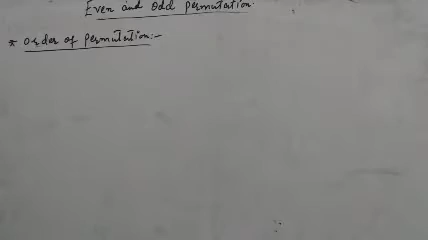 Even and odd permutation.
* Order of permutation:-